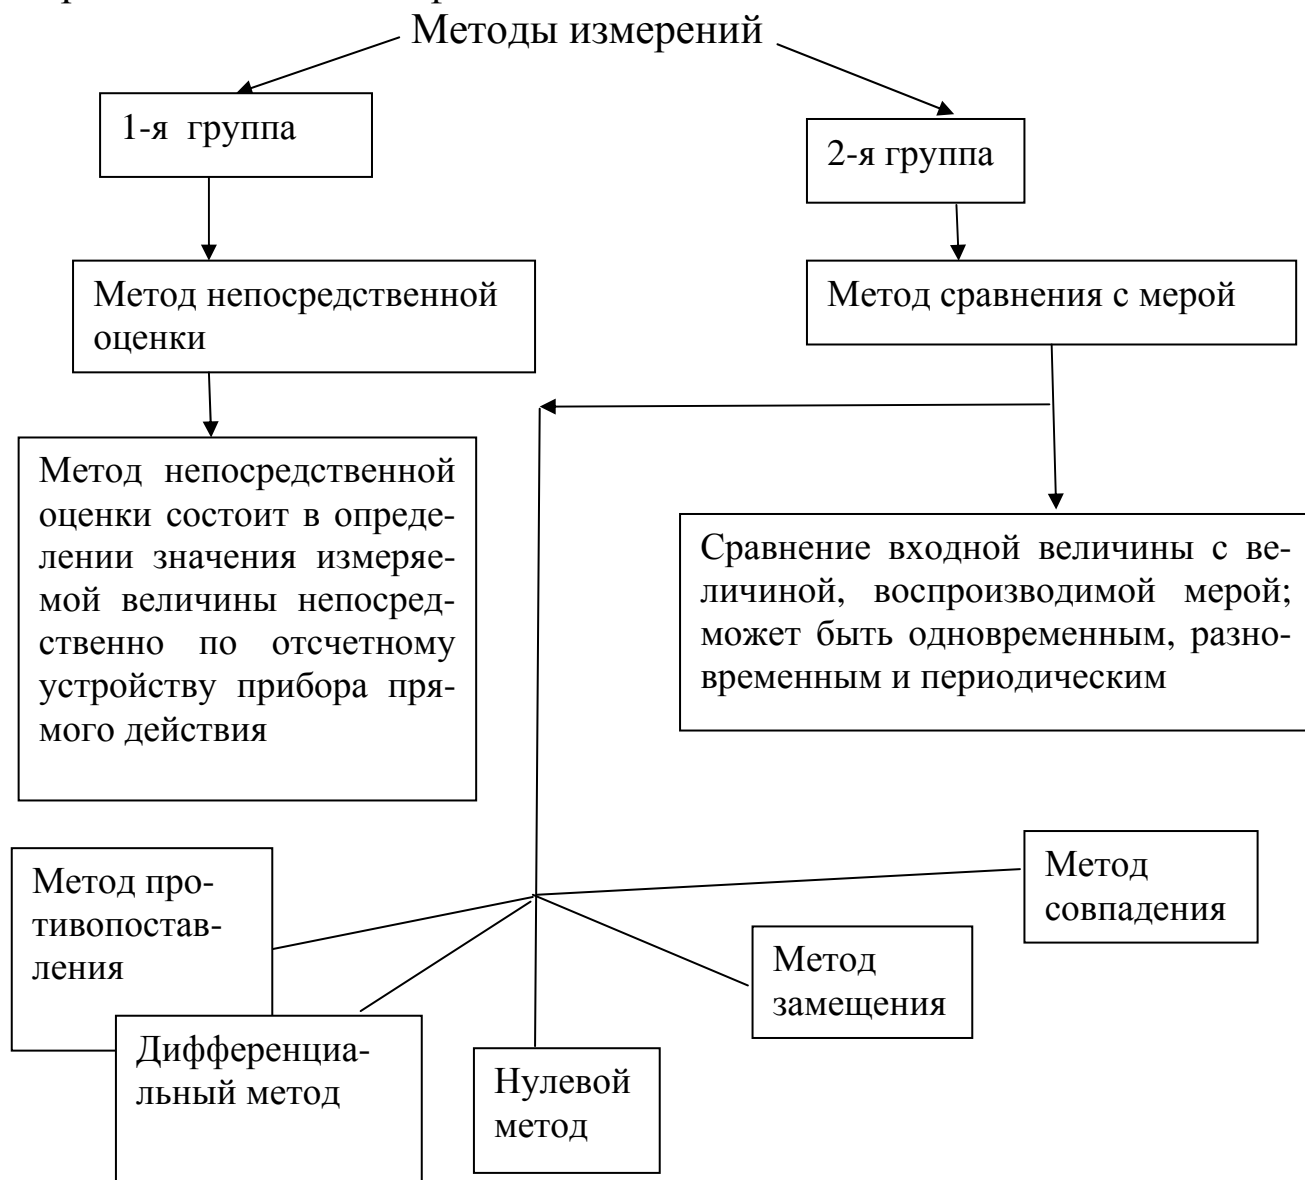 Методы измерений
1-я группа
2-я группа
Метод непосредственной
оценки
Метод сравнения с мерой
Метод непосредственной
оценки состоит в опреде-
лении значения измеряе-
мой величины непосред-
ственно по отсчетному
устройству прибора пря-
мого действия
Сравнение входной величины с ве-
личиной, воспроизводимой мерой;
может быть одновременным, разно-
временным и периодическим
Метод про-
тивопостав-
ления
Дифференциа-
льный метод
Нулевой
метод
Метод
замещения
Метод
совпадения